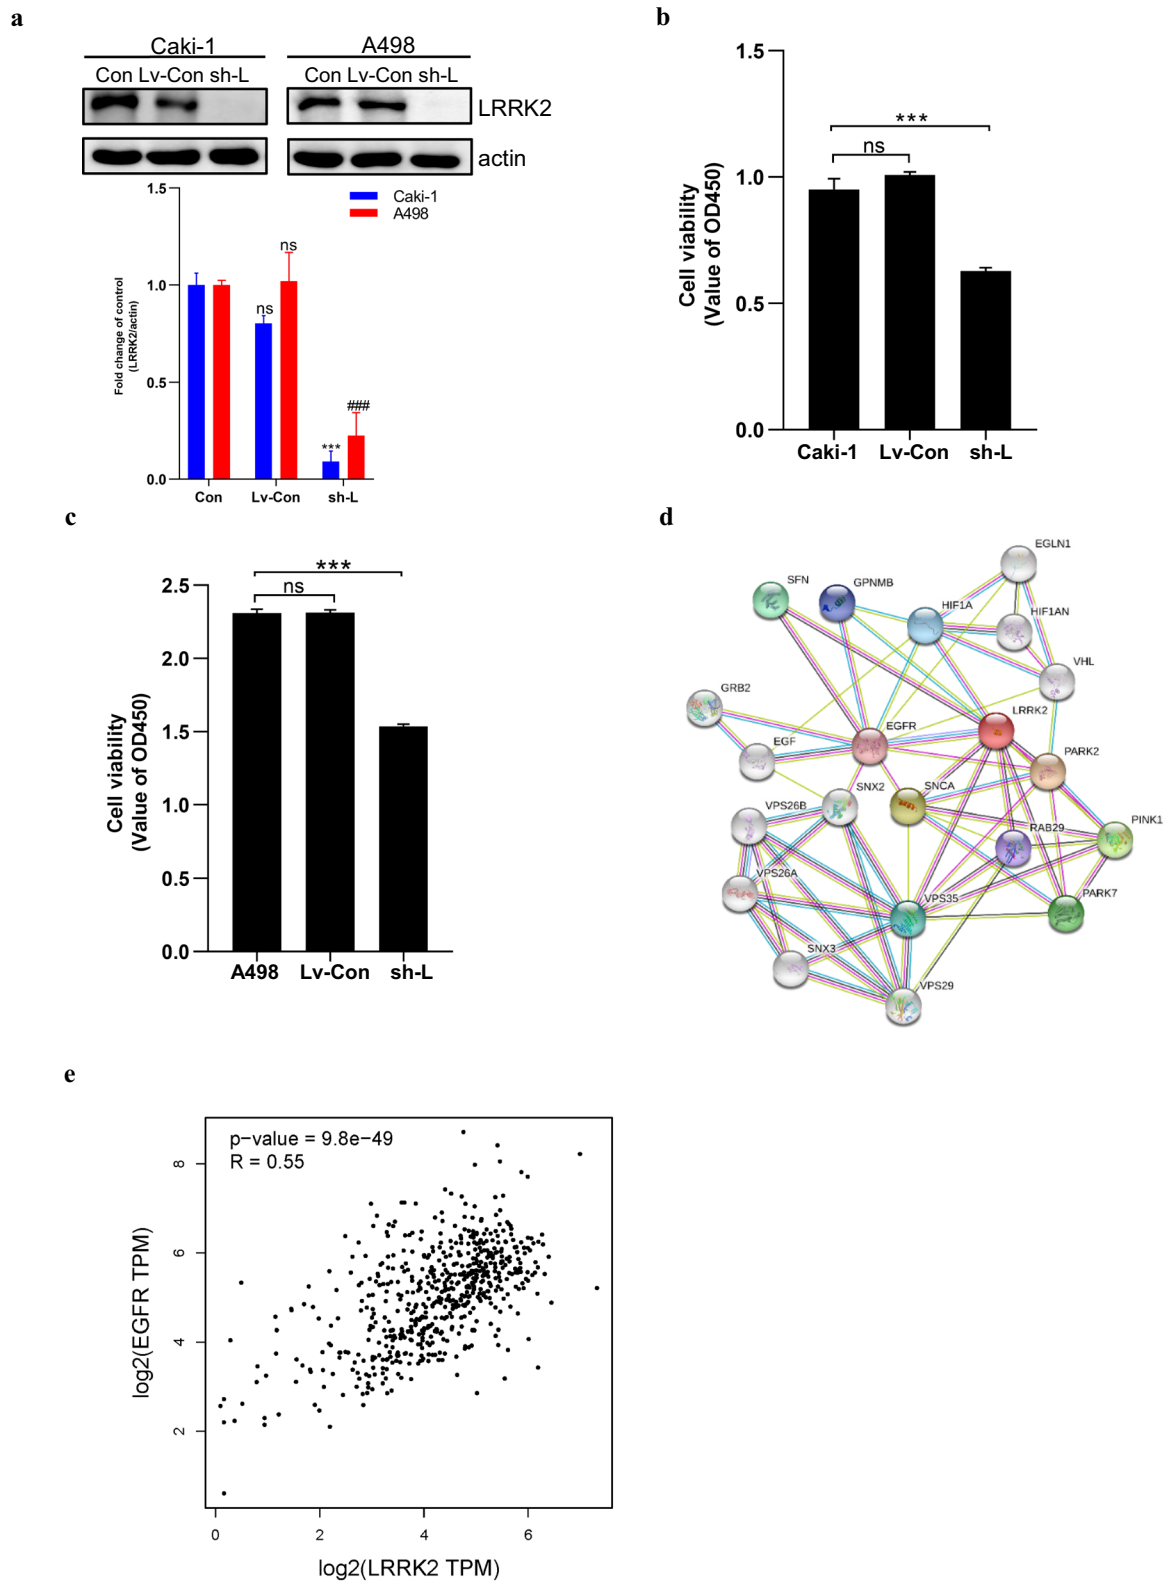 a
Caki-1
A498
Con Lv-Con sh-L
Con Lv-Con sh-L
LRRK2
actin
1.5
1.0
0.5
0.0
Fold change of control
(LRRK2/actin)
Caki-1
A498
ns
ns
***
###
Con
Lv-Con
sh-L
b
1.5
1.0
0.5
0.0
Cell viability
(Value of OD450)
***
ns
Caki-1
Lv-Con
sh-L
c
2.5
2.0
1.5
1.0
0.5
0.0
Cell viability
(Value of OD450)
***
ns
A498
Lv-Con
sh-L
d
EGLN1
SFN
GPNMB
HIF1A
HIF1AN
VHL
GRB2
LRRK2
EGFR
EGF
PARK2
SNX2
SNCA
VPS26B
RAB29
PINK1
VPS26A
VPS35
PARK7
SNX3
VPS29
e
p-value = 9.8e-49
R = 0.55
8
6
4
2
log2(EGFR TPM)
0
2
4
6
log2(LRRK2 TPM)